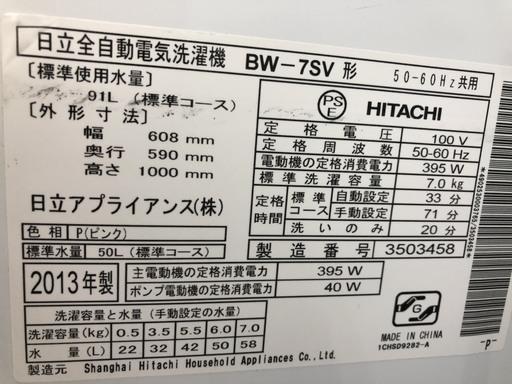 日立全自動電気洗濯機 BW-7SV 形 50-60Hz共用
〔標準使用水量〕
91L（標準コース）
〔外形寸法〕
幅 608 mm
奥行 590 mm
高さ 1000 mm
日立アプライアンス(株)
色相 P(ピンク)
標準水量 50L（標準コース）
PSE HITACHI
定格電圧 100 V
定格周波数 50-60 Hz
電動機の定格消費電力 395 W
標準洗濯容量 7.0 kg
定格時間 標準コース 自動設定 33 分
手動設定 71 分
洗いのみ 20 分
製造番号 3503458
2013年製
主電動機の定格消費電力 395 W
ポンプ電動機の定格消費電力 40 W
洗濯容量と水量（手動設定の水量）
洗濯容量(kg) 0.5 3.5 5.5 6.0 7.0
水量(L) 22 32 42 50 58
製造元 Shanghai Hitachi Household Appliances Co., Ltd.
MADE IN CHINA
1CHSD9282-A
-P-